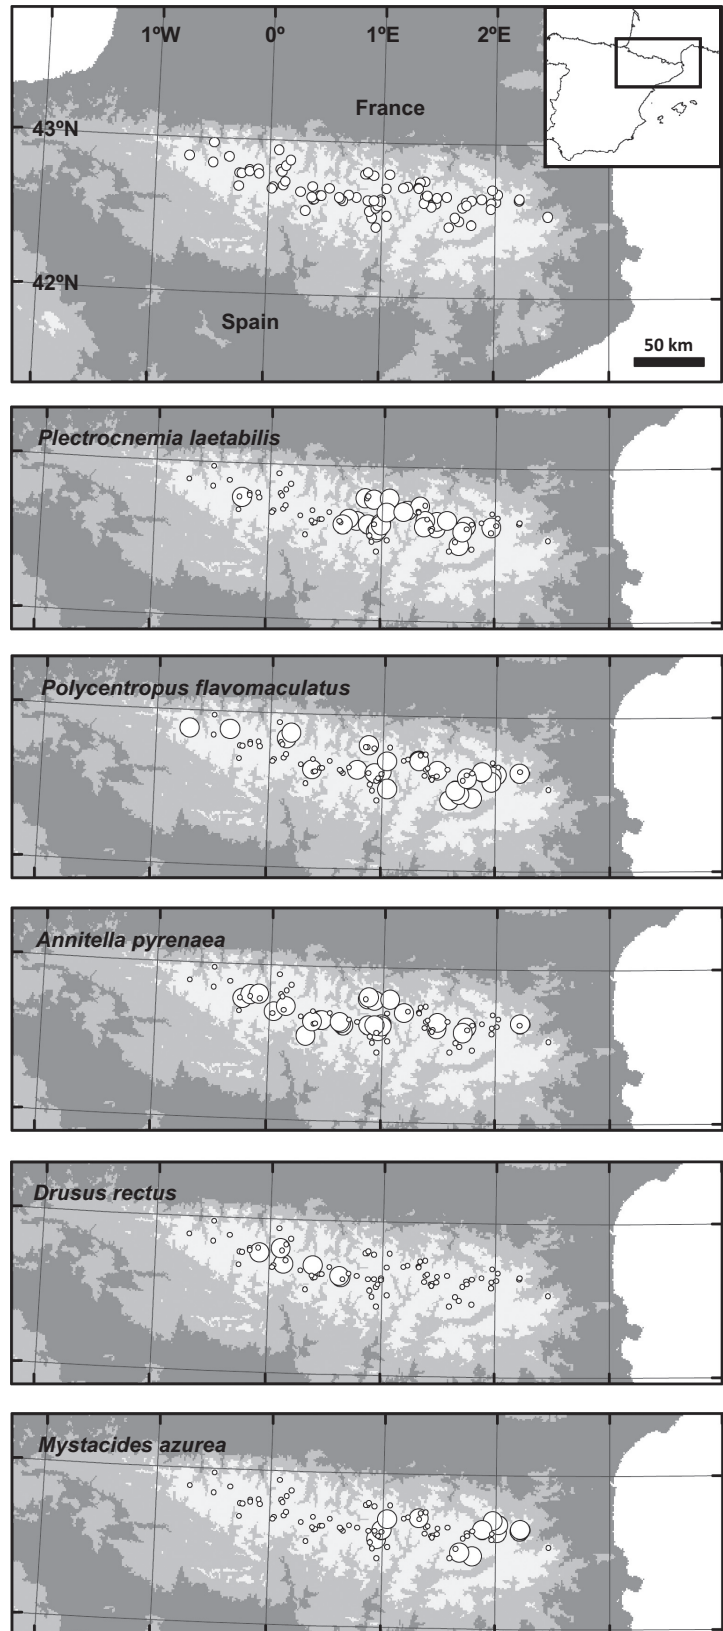 1ºW 0º 1ºE 2ºE
France
43ºN
42ºN
Spain
50 km
Plectrocnemia laetabilis
Polycentropus flavomaculatus
Annitella pyrenaea
Drusus rectus
Mystacides azurea